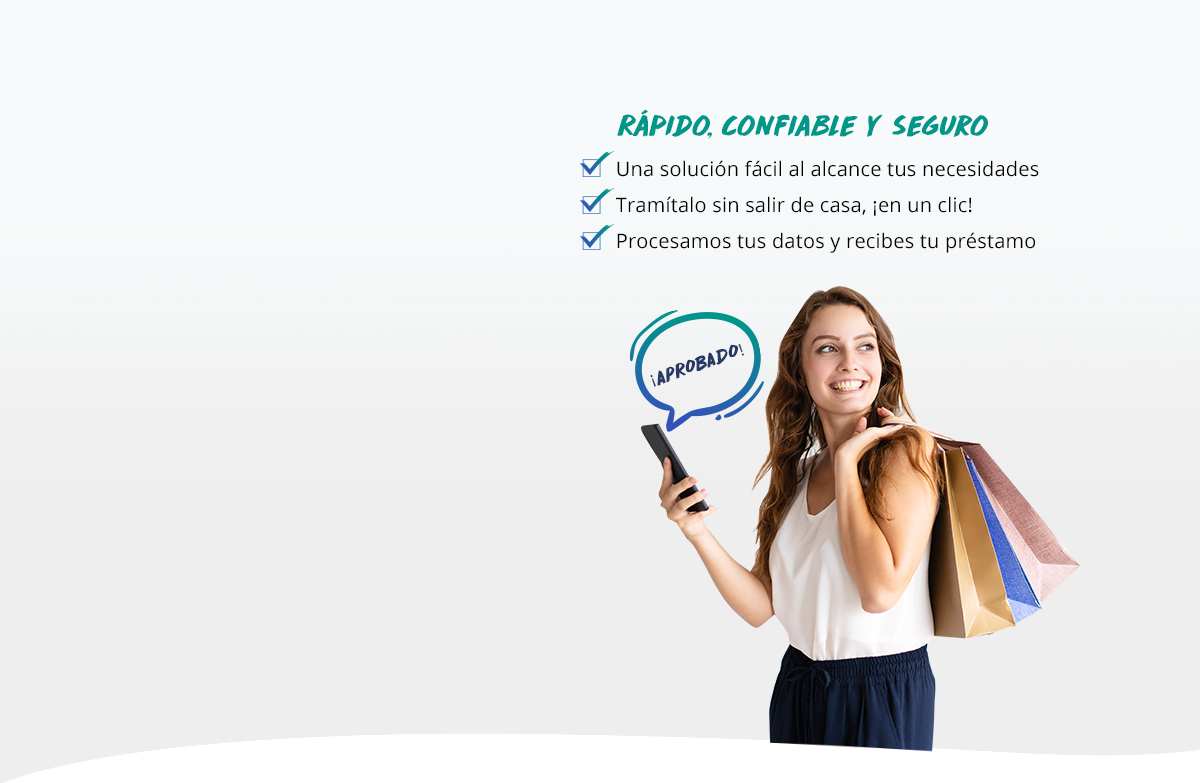 RÁPIDO, CONFIABLE Y SEGURO
Una solución fácil al alcance tus necesidades
Tramítalo sin salir de casa, ¡en un clic!
Procesamos tus datos y recibes tu préstamo
¡APROBADO!